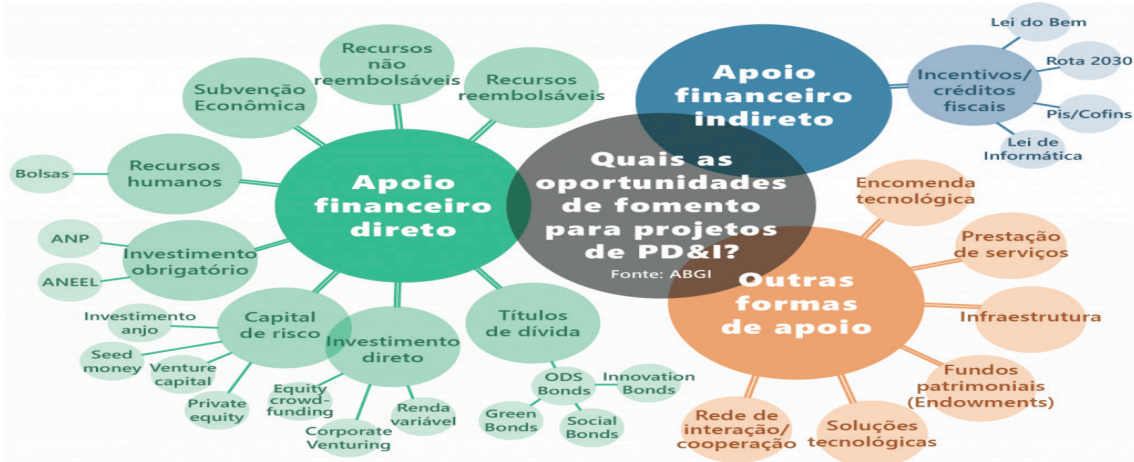 Quais as
oportunidades
de fomento
para projetos
de PD&I?
Fonte: ABGI
Apoio
financeiro
direto
Recursos
reembolsáveis
Recursos
não
reembolsáveis
Subvenção
Econômica
Recursos
humanos
Bolsas
Investimento
obrigatório
ANP
ANEEL
Capital
de risco
Investimento
anjo
Seed
money
Venture
capital
Private
equity
Investimento
direto
Equity
crowd-
funding
Corporate
Venturing
Renda
variável
Títulos
de dívida
ODS
Bonds
Innovation
Bonds
Green
Bonds
Social
Bonds
Apoio
financeiro
indireto
Incentivos/
créditos
fiscais
Lei do Bem
Rota 2030
Pis/Cofins
Lei de
Informática
Outras
formas
de apoio
Encomenda
tecnológica
Prestação
de serviços
Infraestrutura
Fundos
patrimoniais
(Endowments)
Soluções
tecnológicas
Rede de
interação/
cooperação